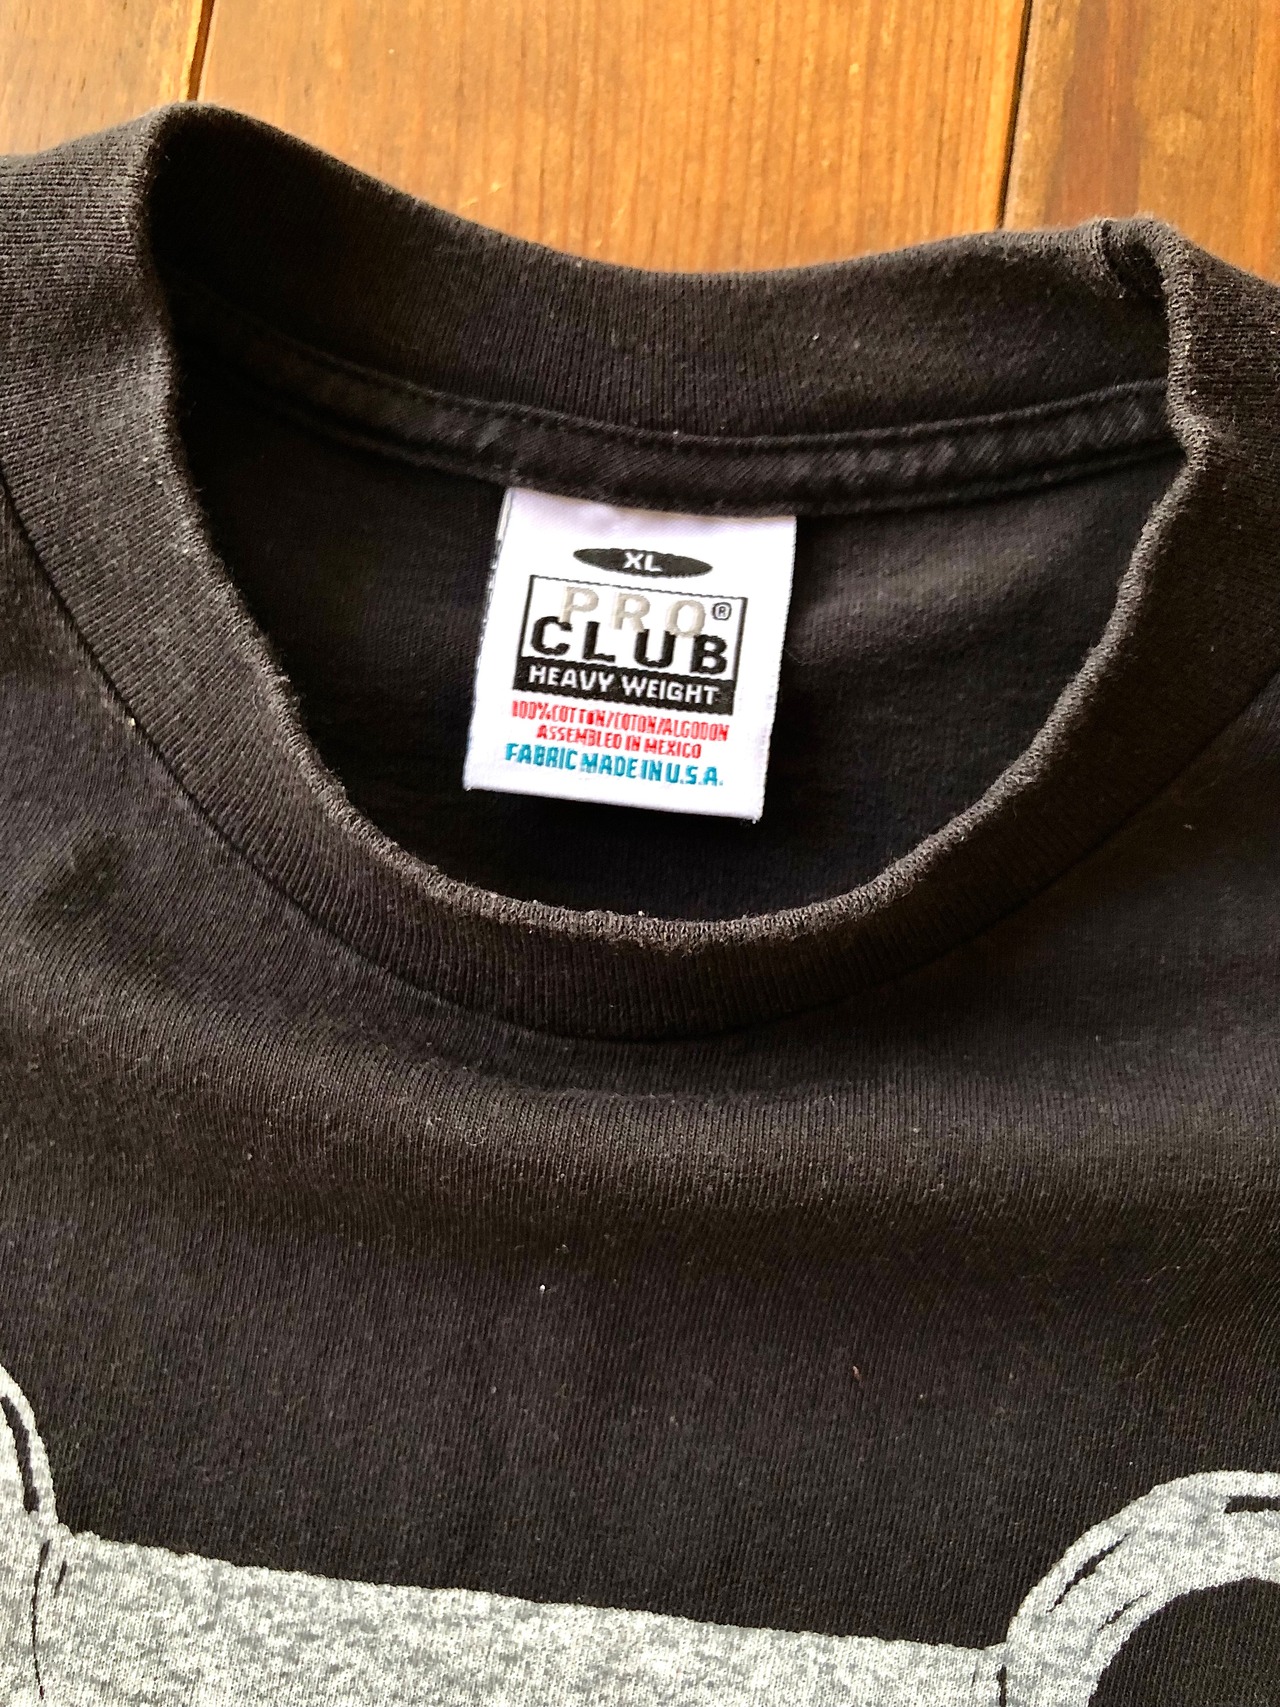 XL
PRO®
CLUB
HEAVY WEIGHT
100%COTTON/COTON/ALGODON
ASSEMBLED IN MEXICO
FABRIC MADE IN U.S.A.